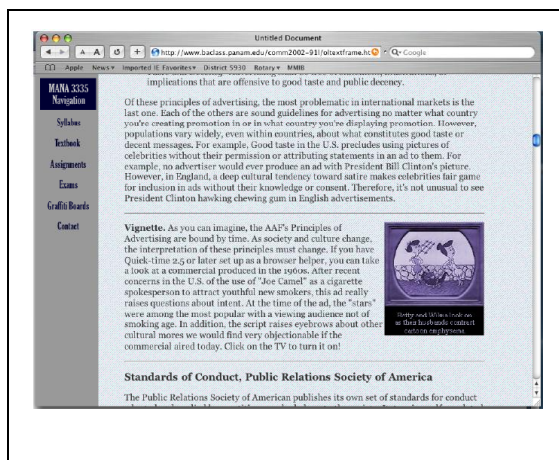 Untitled Document
A A
http://www.baclass.panam.edu/comm2002-91l/oltextframe.ht
Q Google
Apple News Imported IE Favorites District 5930 Rotary MMIII
MANA 3335
Navigation
Syllabus
Textbook
Assignments
Exams
Graffiti Boards
Contact
implications that are offensive to good taste and public decency.
Of these principles of advertising, the most problematic in international markets is the
last one. Each of the others are sound guidelines for advertising no matter what country
you're creating promotion in or in what country you're displaying promotion. However,
populations vary widely, even within countries, about what constitutes good taste or
decent messages. For example, Good taste in the U.S. precludes using pictures of
celebrities without their permission or attributing statements in an ad to them. For
example, no advertiser would ever produce an ad with President Bill Clinton's picture.
However, in England, a deep cultural tendency toward satire makes celebrities fair game
for inclusion in ads without their knowledge or consent. Therefore, it's not unusual to see
President Clinton hawking chewing gum in English advertisements.
Vignette. As you can imagine, the AAF's Principles of
Advertising are bound by time. As society and culture change,
the interpretation of these principles must change. If you have
Quick-time 2.5 or later set up as a browser helper, you can take
a look at a commercial produced in the 1960s. After recent
concerns in the U.S. of the use of "Joe Camel" as a cigarette
spokesperson to attract youthful new smokers, this ad really
raises questions about intent. At the time of the ad, the "stars"
were among the most popular with a viewing audience not of
smoking age. In addition, the script raises eyebrows about other
cultural mores we would find very objectionable if the
commercial aired today. Click on the TV to turn it on!
Betty and Wilma look on
as their husbands contract
cartoon emphysema
Standards of Conduct, Public Relations Society of America
The Public Relations Society of American publishes its own set of standards for conduct